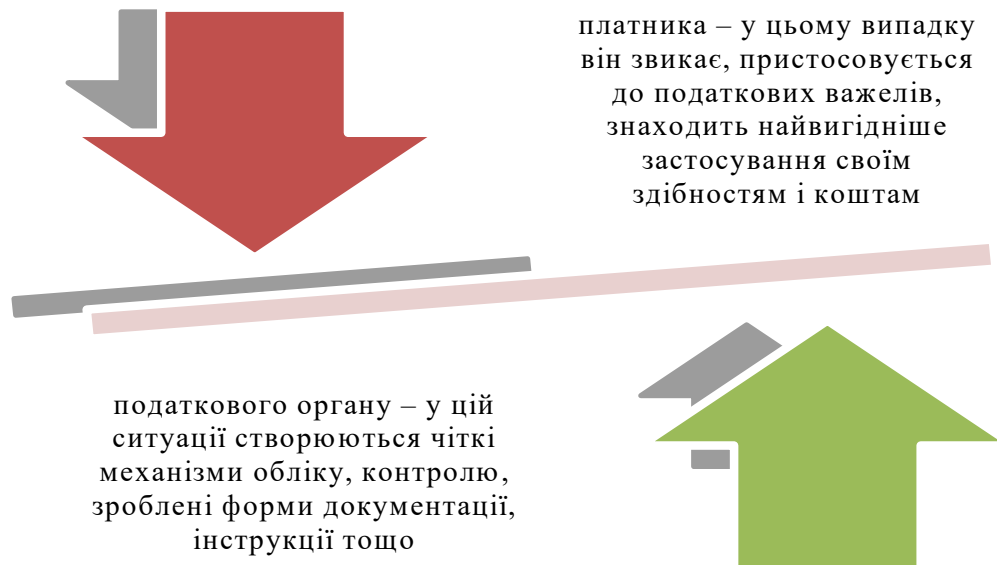 платника – у цьому випадку
він звикає, пристосовується
до податкових важелів,
знаходить найвигідніше
застосування своїм
здібностям і коштам
податкового органу – у цій
ситуації створюються чіткі
механізми обліку, контролю,
зроблені форми документації,
інструкції тощо